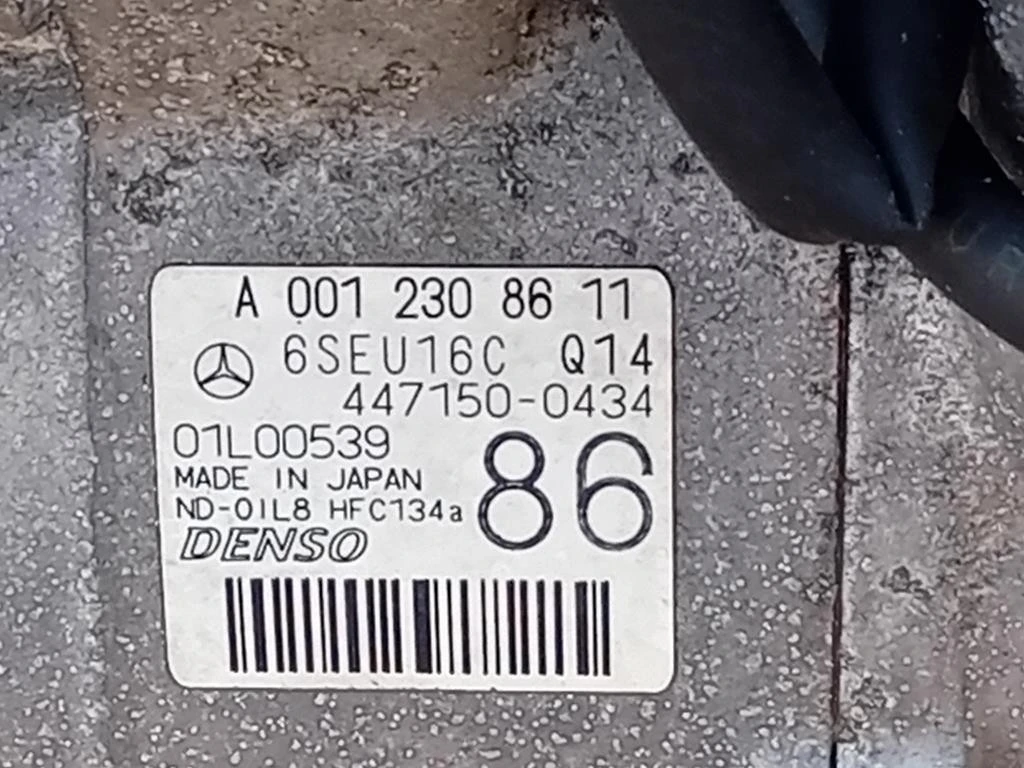 A 001 230 86 11
6SEU16C Q14
447150-0434
01L00539
86
MADE IN JAPAN
ND-OIL8 HFC134a
DENSO